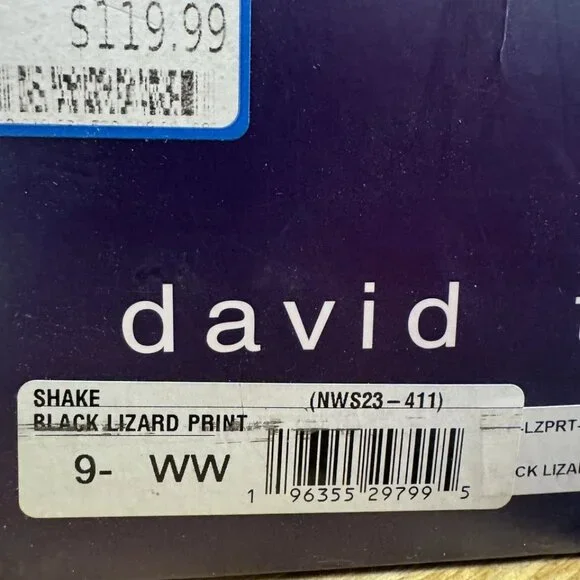 $119.99
david
SHAKE (NWS23-411)
BLACK LIZARD PRINT
9- WW
1 96355 29799 5
-LZPRT-
CK LIZA